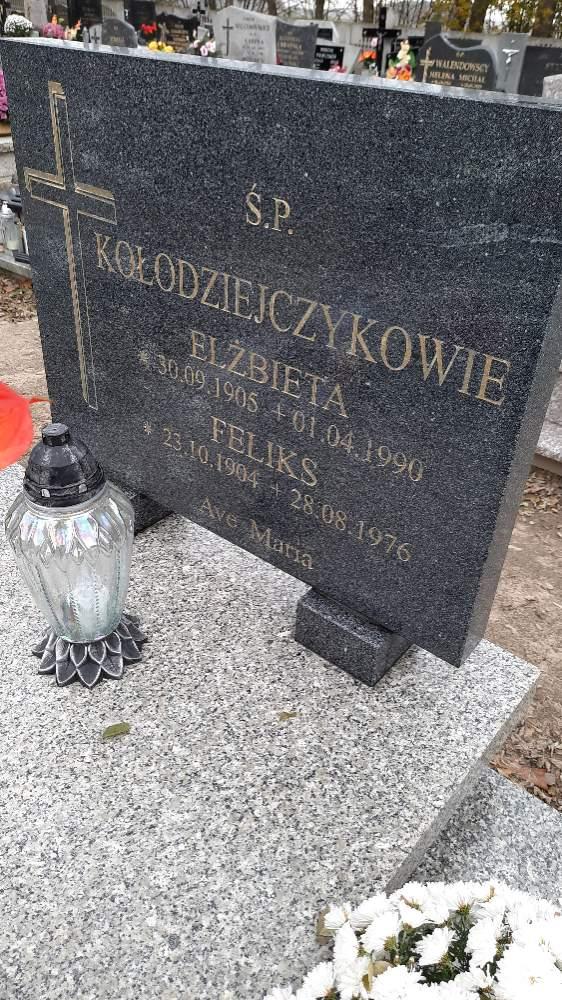 Ś.P.
KOŁODZIEJCZYKOWIE
ELŻBIETA
* 30.09.1905 + 01.04.1990
FELIKS
* 23.10.1904 + 28.08.1976
Ave Maria
WALENDOWSCY
HELENA MICHAŁ